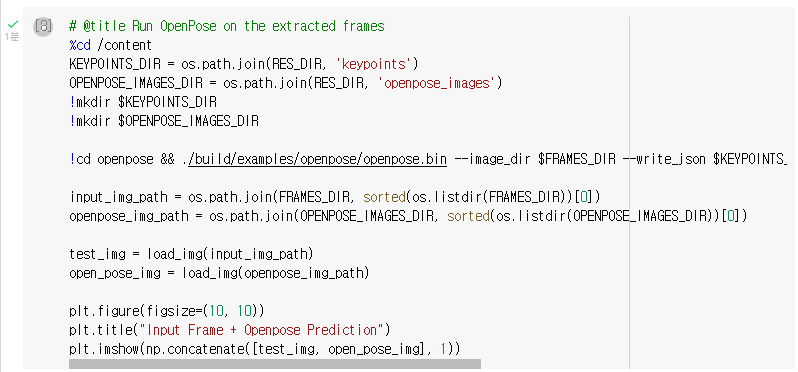 [8]
1분
# @title Run OpenPose on the extracted frames
%cd /content
KEYPOINTS_DIR = os.path.join(RES_DIR, 'keypoints')
OPENPOSE_IMAGES_DIR = os.path.join(RES_DIR, 'openpose_images')
!mkdir $KEYPOINTS_DIR
!mkdir $OPENPOSE_IMAGES_DIR
!cd openpose && ./build/examples/openpose/openpose.bin --image_dir $FRAMES_DIR --write_json $KEYPOINTS_
input_img_path = os.path.join(FRAMES_DIR, sorted(os.listdir(FRAMES_DIR))[0])
openpose_img_path = os.path.join(OPENPOSE_IMAGES_DIR, sorted(os.listdir(OPENPOSE_IMAGES_DIR))[0])
test_img = load_img(input_img_path)
open_pose_img = load_img(openpose_img_path)
plt.figure(figsize=(10, 10))
plt.title("Input Frame + Openpose Prediction")
plt.imshow(np.concatenate([test_img, open_pose_img], 1))